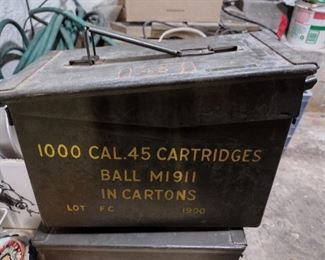 1000 CAL.45 CARTRIDGES
BALL M1911
IN CARTONS
LOT F.C 1900